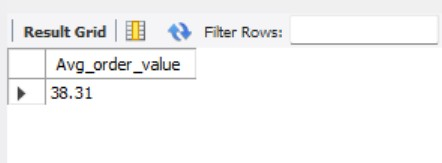 Result Grid Filter Rows:
Avg_order_value
38.31